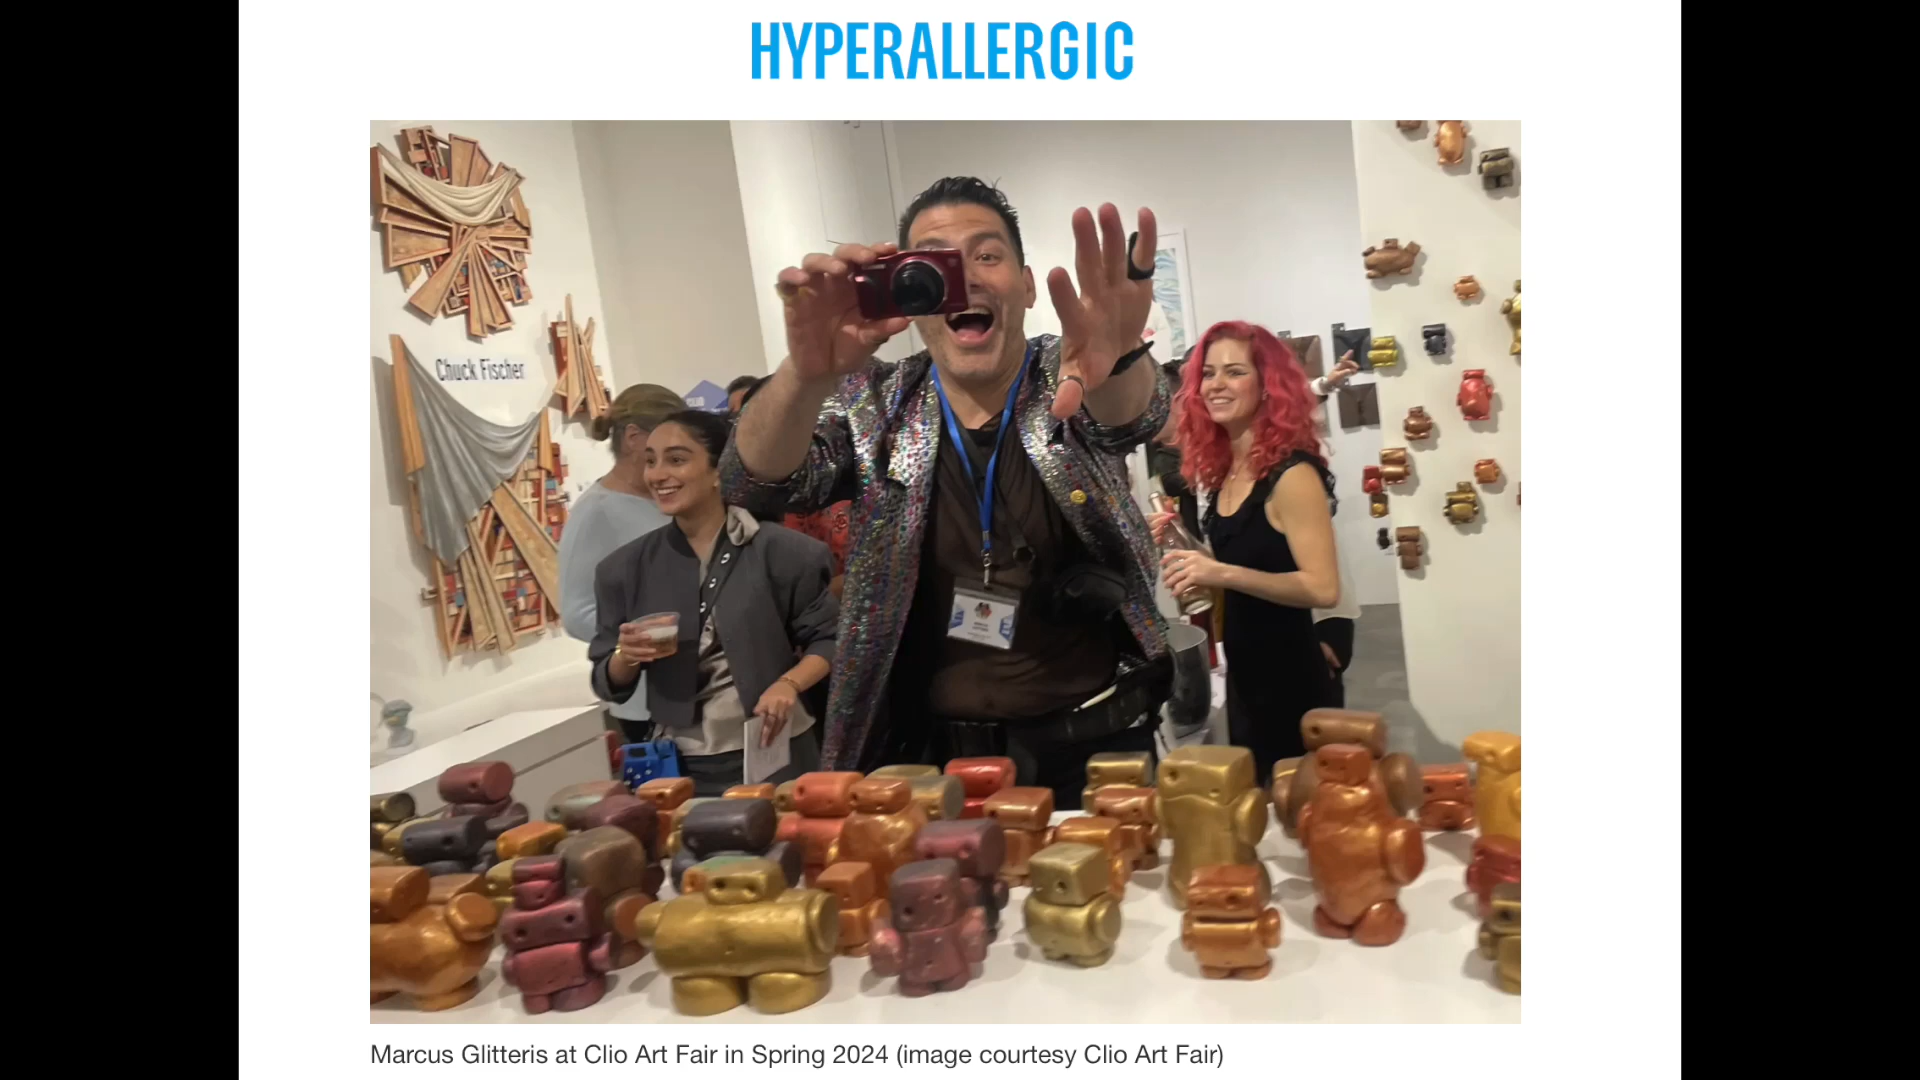 HYPERALLERGIC
Chuck Fischer
Marcus Glitteris at Clio Art Fair in Spring 2024 (image courtesy Clio Art Fair)